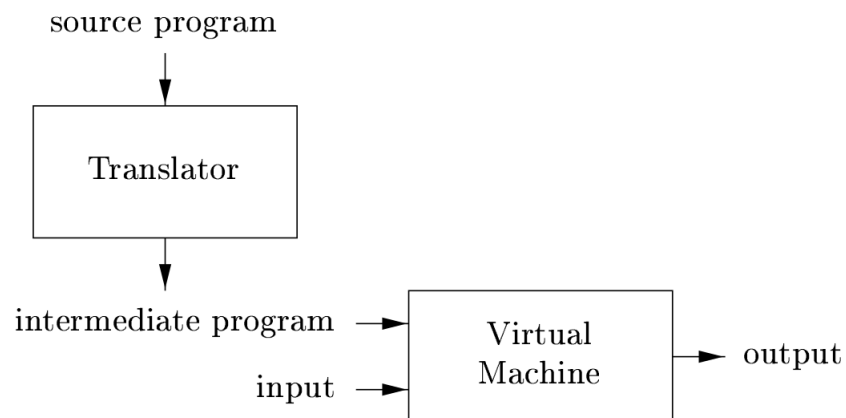 source program
Translator
intermediate program
input
Virtual
Machine
output